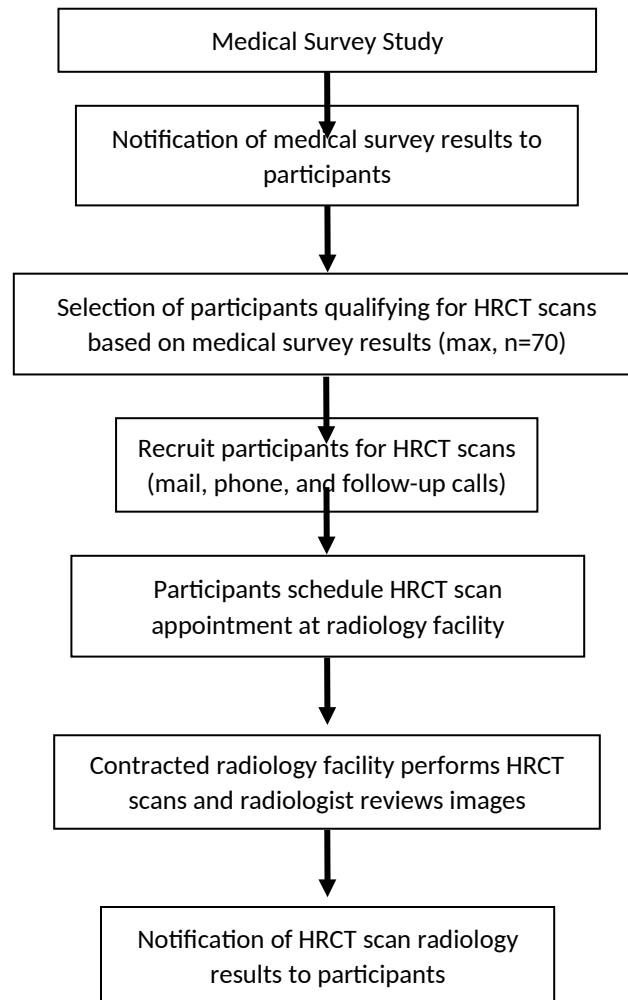 Medical Survey Study
Notification of medical survey results to
participants
Selection of participants qualifying for HRCT scans
based on medical survey results (max, n=70)
Recruit participants for HRCT scans
(mail, phone, and follow-up calls)
Participants schedule HRCT scan
appointment at radiology facility
Contracted radiology facility performs HRCT
scans and radiologist reviews images
Notification of HRCT scan radiology
results to participants